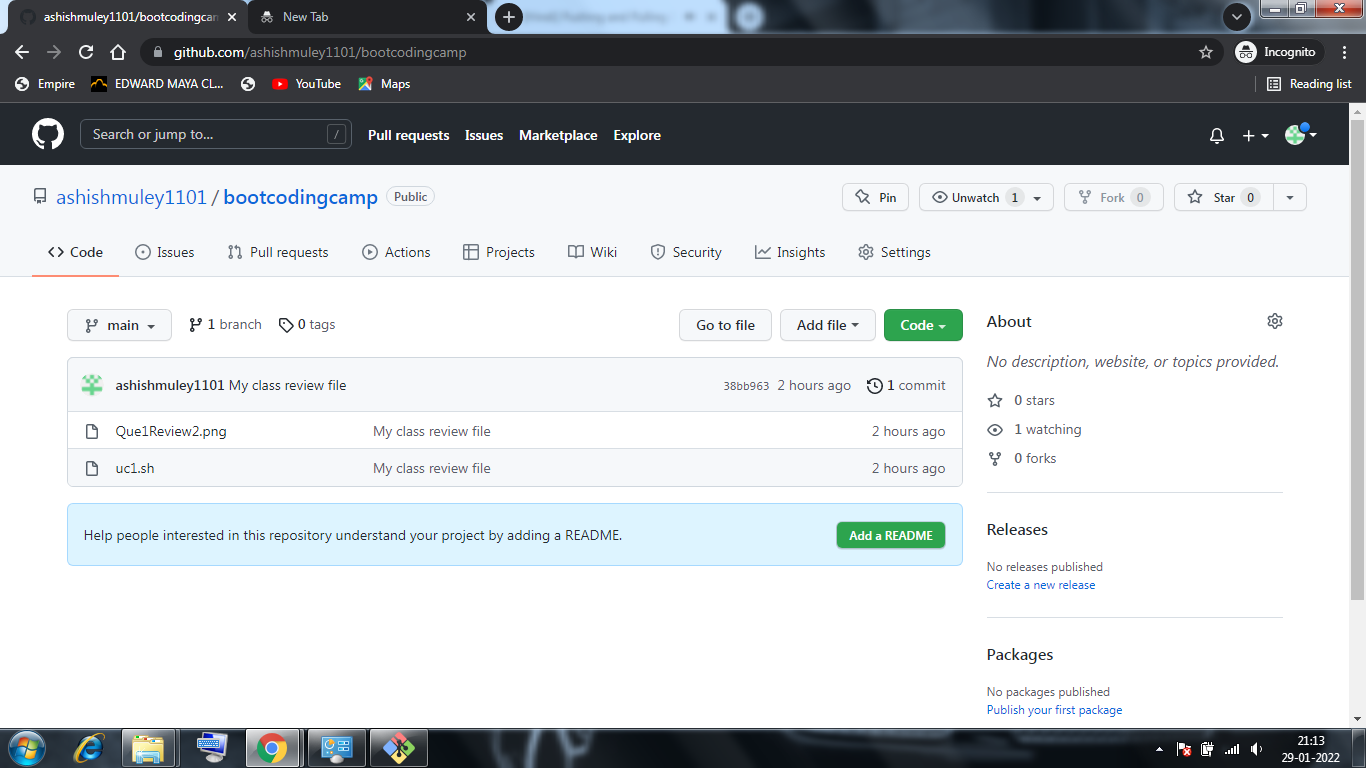 ashishmuley1101/bootcodingcam
New Tab
github.com/ashishmuley1101/bootcodingcamp
Incognito
Empire
EDWARD MAYA CL...
YouTube
Maps
Reading list
Search or jump to...
/
Pull requests
Issues
Marketplace
Explore
ashishmuley1101 / bootcodingcamp
Public
Pin
Unwatch 1
Fork 0
Star 0
Code
Issues
Pull requests
Actions
Projects
Wiki
Security
Insights
Settings
main
1 branch
0 tags
Go to file
Add file
Code
ashishmuley1101 My class review file
38bb963 2 hours ago
1 commit
Que1Review2.png
My class review file
2 hours ago
uc1.sh
My class review file
2 hours ago
Help people interested in this repository understand your project by adding a README.
Add a README
About
No description, website, or topics provided.
0 stars
1 watching
0 forks
Releases
No releases published
Create a new release
Packages
No packages published
Publish your first package
21:13
29-01-2022